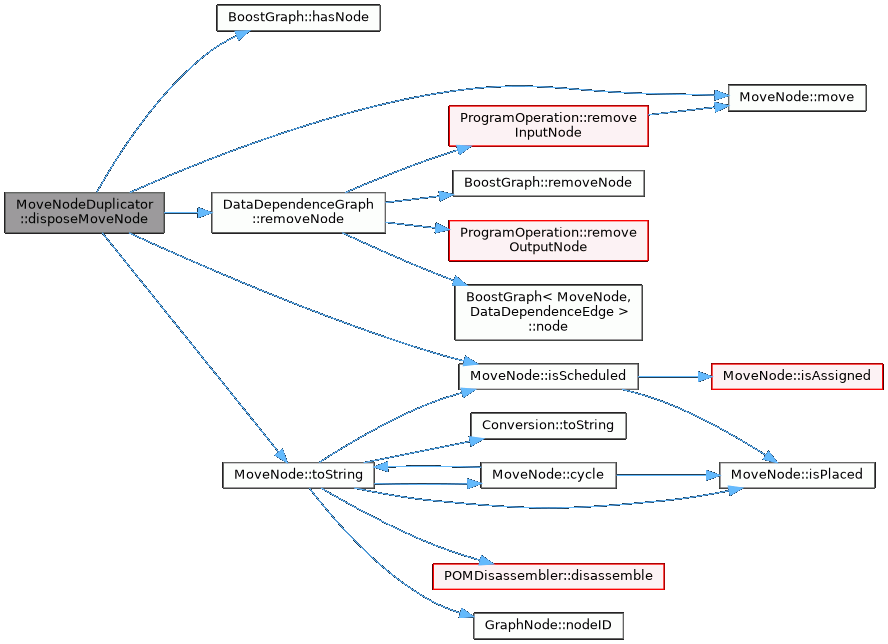 BoostGraph::hasNode
MoveNode::move
ProgramOperation::remove
InputNode
BoostGraph::removeNode
MoveNodeDuplicator
::disposeMoveNode
DataDependenceGraph
::removeNode
ProgramOperation::remove
OutputNode
BoostGraph< MoveNode,
DataDependenceEdge >
::node
MoveNode::isScheduled
MoveNode::isAssigned
Conversion::toString
MoveNode::toString
MoveNode::cycle
MoveNode::isPlaced
POMDisassembler::disassemble
GraphNode::nodeID